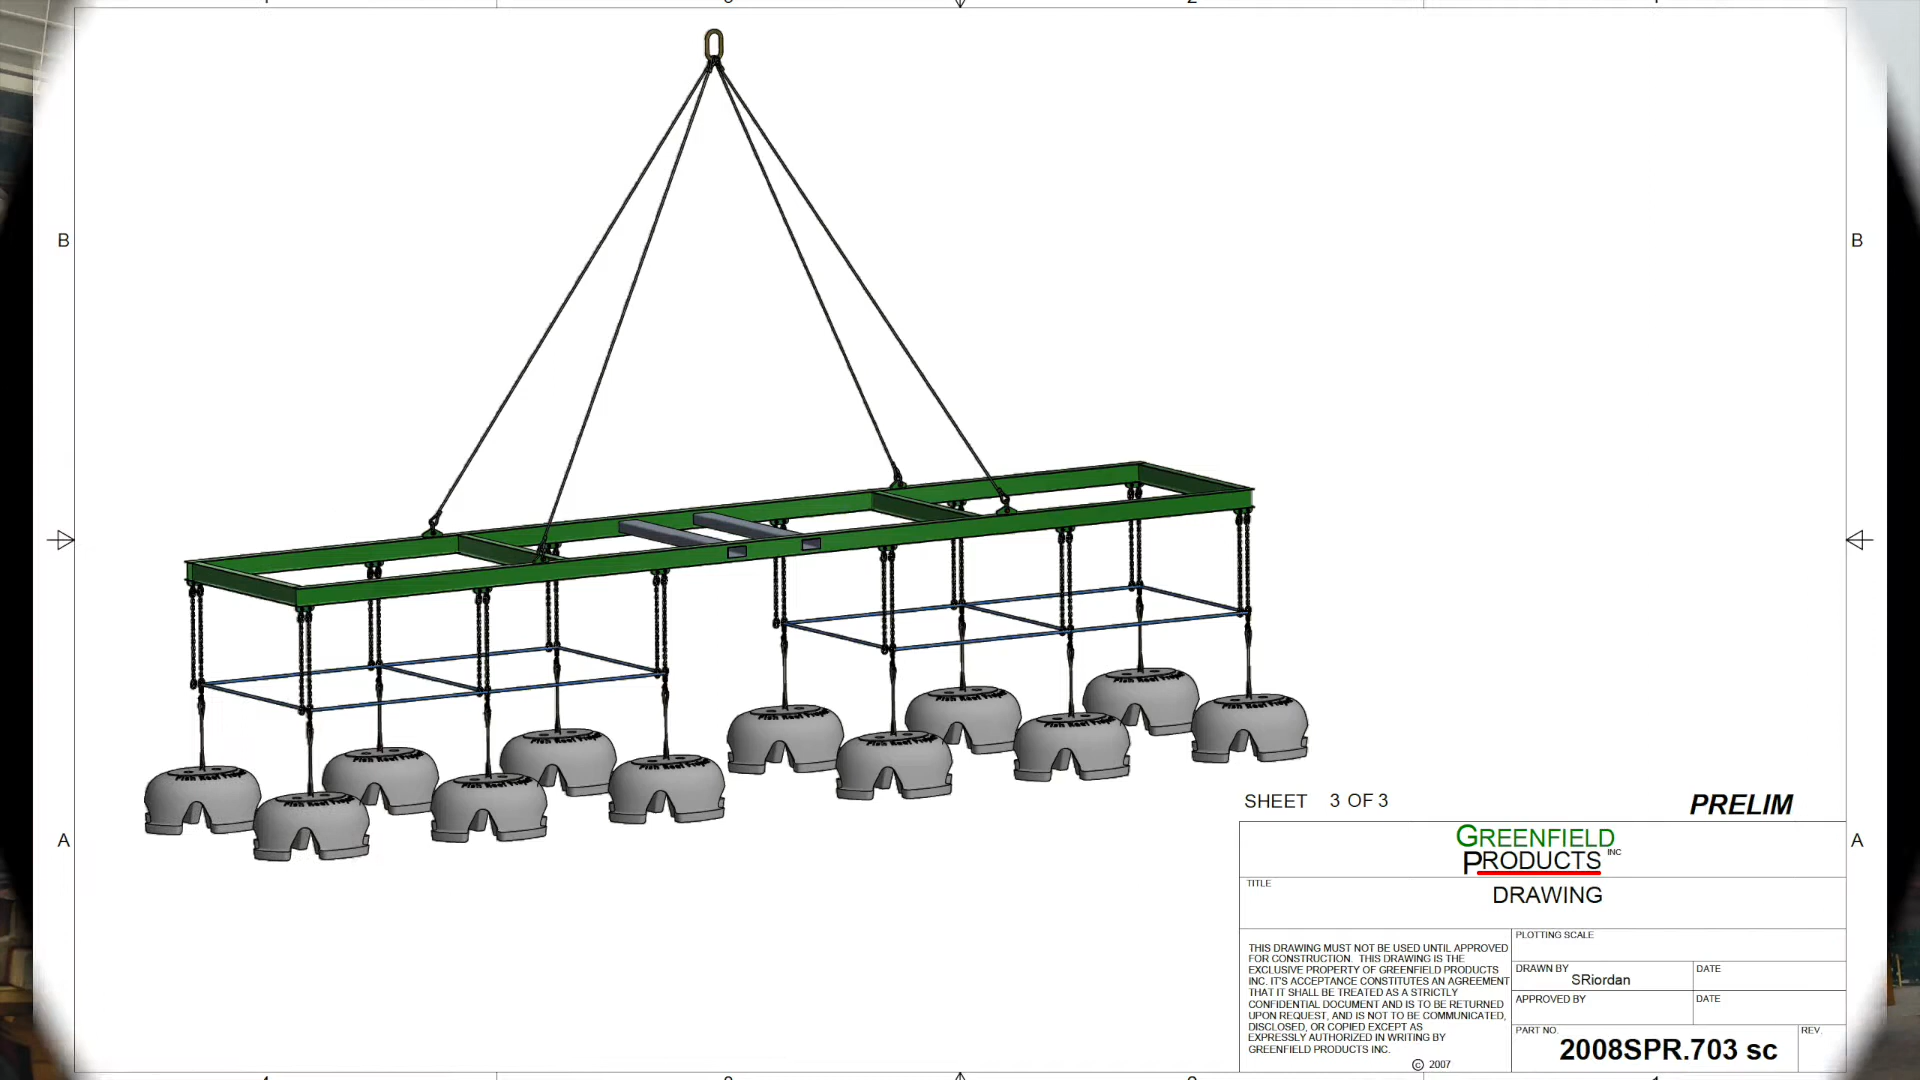 B
B
A
A
SHEET 3 OF 3
PRELIM
GREENFIELD
PRODUCTS INC
TITLE
DRAWING
THIS DRAWING MUST NOT BE USED UNTIL APPROVED
FOR CONSTRUCTION. THIS DRAWING IS THE
EXCLUSIVE PROPERTY OF GREENFIELD PRODUCTS
INC. IT'S ACCEPTANCE CONSTITUTES AN AGREEMENT
THAT IT SHALL BE TREATED AS A STRICTLY
CONFIDENTIAL DOCUMENT AND IS TO BE RETURNED
UPON REQUEST, AND IS NOT TO BE COMMUNICATED,
DISCLOSED, OR COPIED EXCEPT AS
EXPRESSLY AUTHORIZED IN WRITING BY
GREENFIELD PRODUCTS INC.
© 2007
PLOTTING SCALE
DRAWN BY SRiordan
DATE
APPROVED BY
DATE
PART NO.
2008SPR.703 sc
REV.